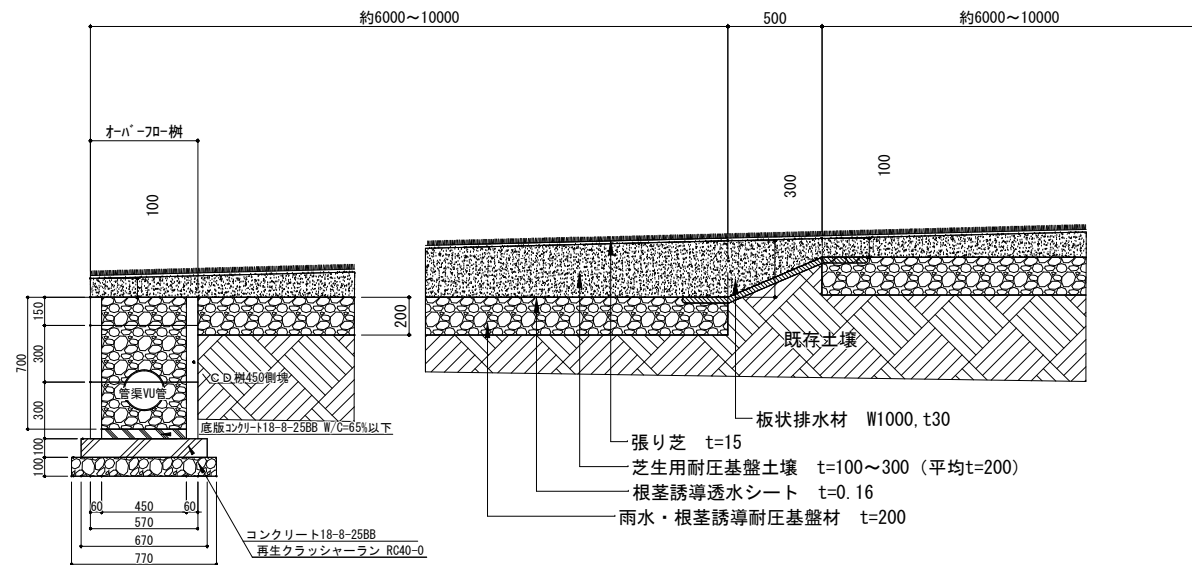 約6000～10000
500
約6000～10000
オーバーフロー桝
100
300
100
150
300
300
700
100
100
200
管渠VU管
CD桝450側塊
底版コンクリート18-8-25BB W/C=65%以下
既存土壌
板状排水材 W1000,t30
張り芝 t=15
芝生用耐圧基盤土壌 t=100～300（平均t=200）
根茎誘導透水シート t=0.16
雨水・根茎誘導耐圧基盤材 t=200
60
450
60
570
670
770
コンクリート18-8-25BB
再生クラッシャーラン RC40-0